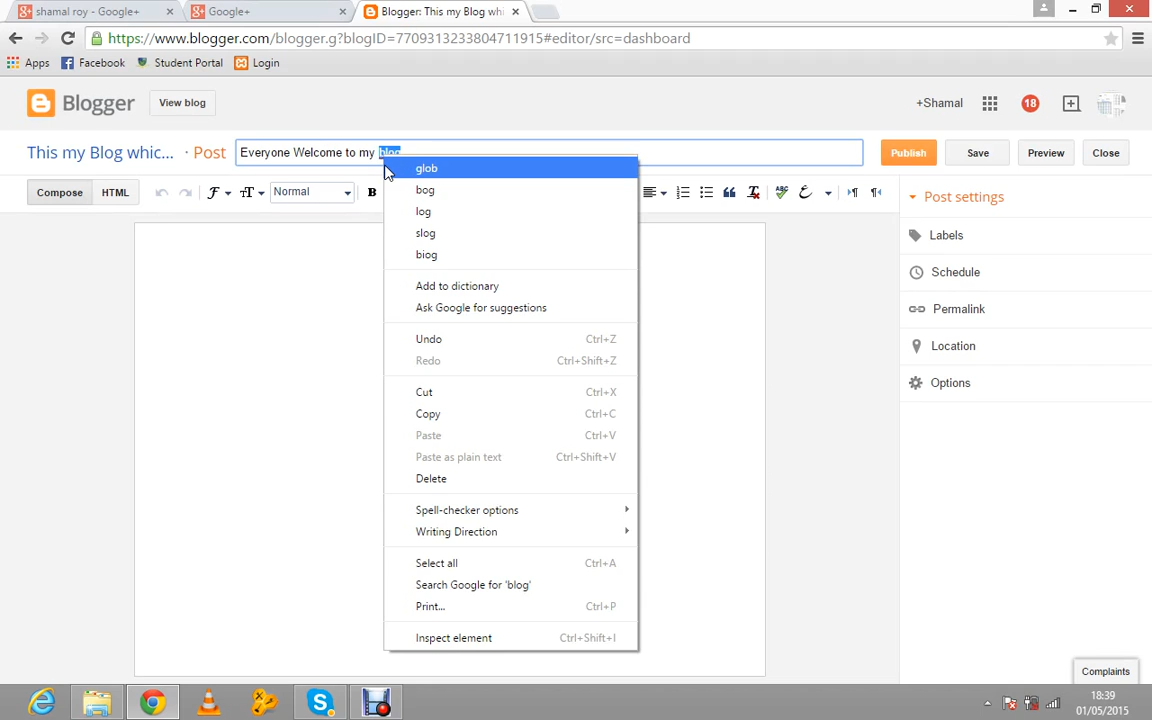 shamal roy - Google+
Google+
Blogger: This my Blog whi
https://www.blogger.com/blogger.g?blogID=7709313233804711915#editor/src=dashboard
Apps
Facebook
Student Portal
Login
Blogger
View blog
+Shamal
18
This my Blog whic...
· Post
Everyone Welcome to my blog
Publish
Save
Preview
Close
Compose
HTML
Normal
B
ABC
glob
bog
log
slog
biog
Add to dictionary
Ask Google for suggestions
Undo Ctrl+Z
Redo Ctrl+Shift+Z
Cut Ctrl+X
Copy Ctrl+C
Paste Ctrl+V
Paste as plain text Ctrl+Shift+V
Delete
Spell-checker options
Writing Direction
Select all Ctrl+A
Search Google for 'blog'
Print... Ctrl+P
Inspect element Ctrl+Shift+I
Post settings
Labels
Schedule
Permalink
Location
Options
Complaints
18:39
01/05/2015